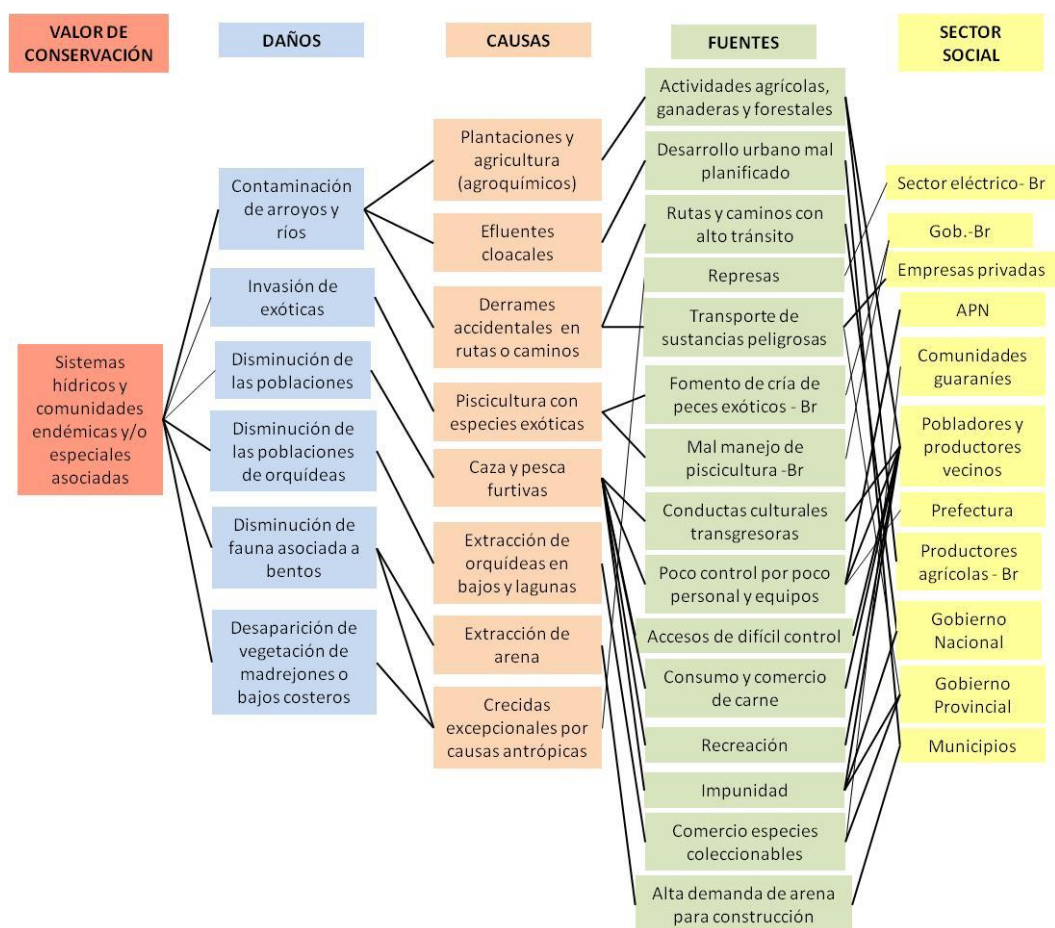 VALOR DE
CONSERVACIÓN
DAÑOS
CAUSAS
FUENTES
SECTOR
SOCIAL
Sistemas
hídricos y
comunidades
endémicas y/o
especiales
asociadas
Contaminación
de arroyos y
ríos
Invasión de
exóticas
Disminución de
las poblaciones
Disminución de
las poblaciones
de orquídeas
Disminución de
fauna asociada a
bentos
Desaparición de
vegetación de
madrejones o
bajos costeros
Plantaciones y
agricultura
(agroquímicos)
Efluentes
cloacales
Derrames
accidentales en
rutas o caminos
Piscicultura con
especies exóticas
Caza y pesca
furtivas
Extracción de
orquídeas en
bajos y lagunas
Extracción de
arena
Crecidas
excepcionales por
causas antrópicas
Actividades agrícolas,
ganaderas y forestales
Desarrollo urbano mal
planificado
Rutas y caminos con
alto tránsito
Represas
Transporte de
sustancias peligrosas
Fomento de cría de
peces exóticos - Br
Mal manejo de
piscicultura -Br
Conductas culturales
transgresoras
Poco control por poco
personal y equipos
Accesos de difícil control
Consumo y comercio
de carne
Recreación
Impunidad
Comercio especies
coleccionables
Alta demanda de arena
para construcción
Sector eléctrico- Br
Gob.-Br
Empresas privadas
APN
Comunidades
guaraníes
Pobladores y
productores
vecinos
Prefectura
Productores
agrícolas - Br
Gobierno
Nacional
Gobierno
Provincial
Municipios